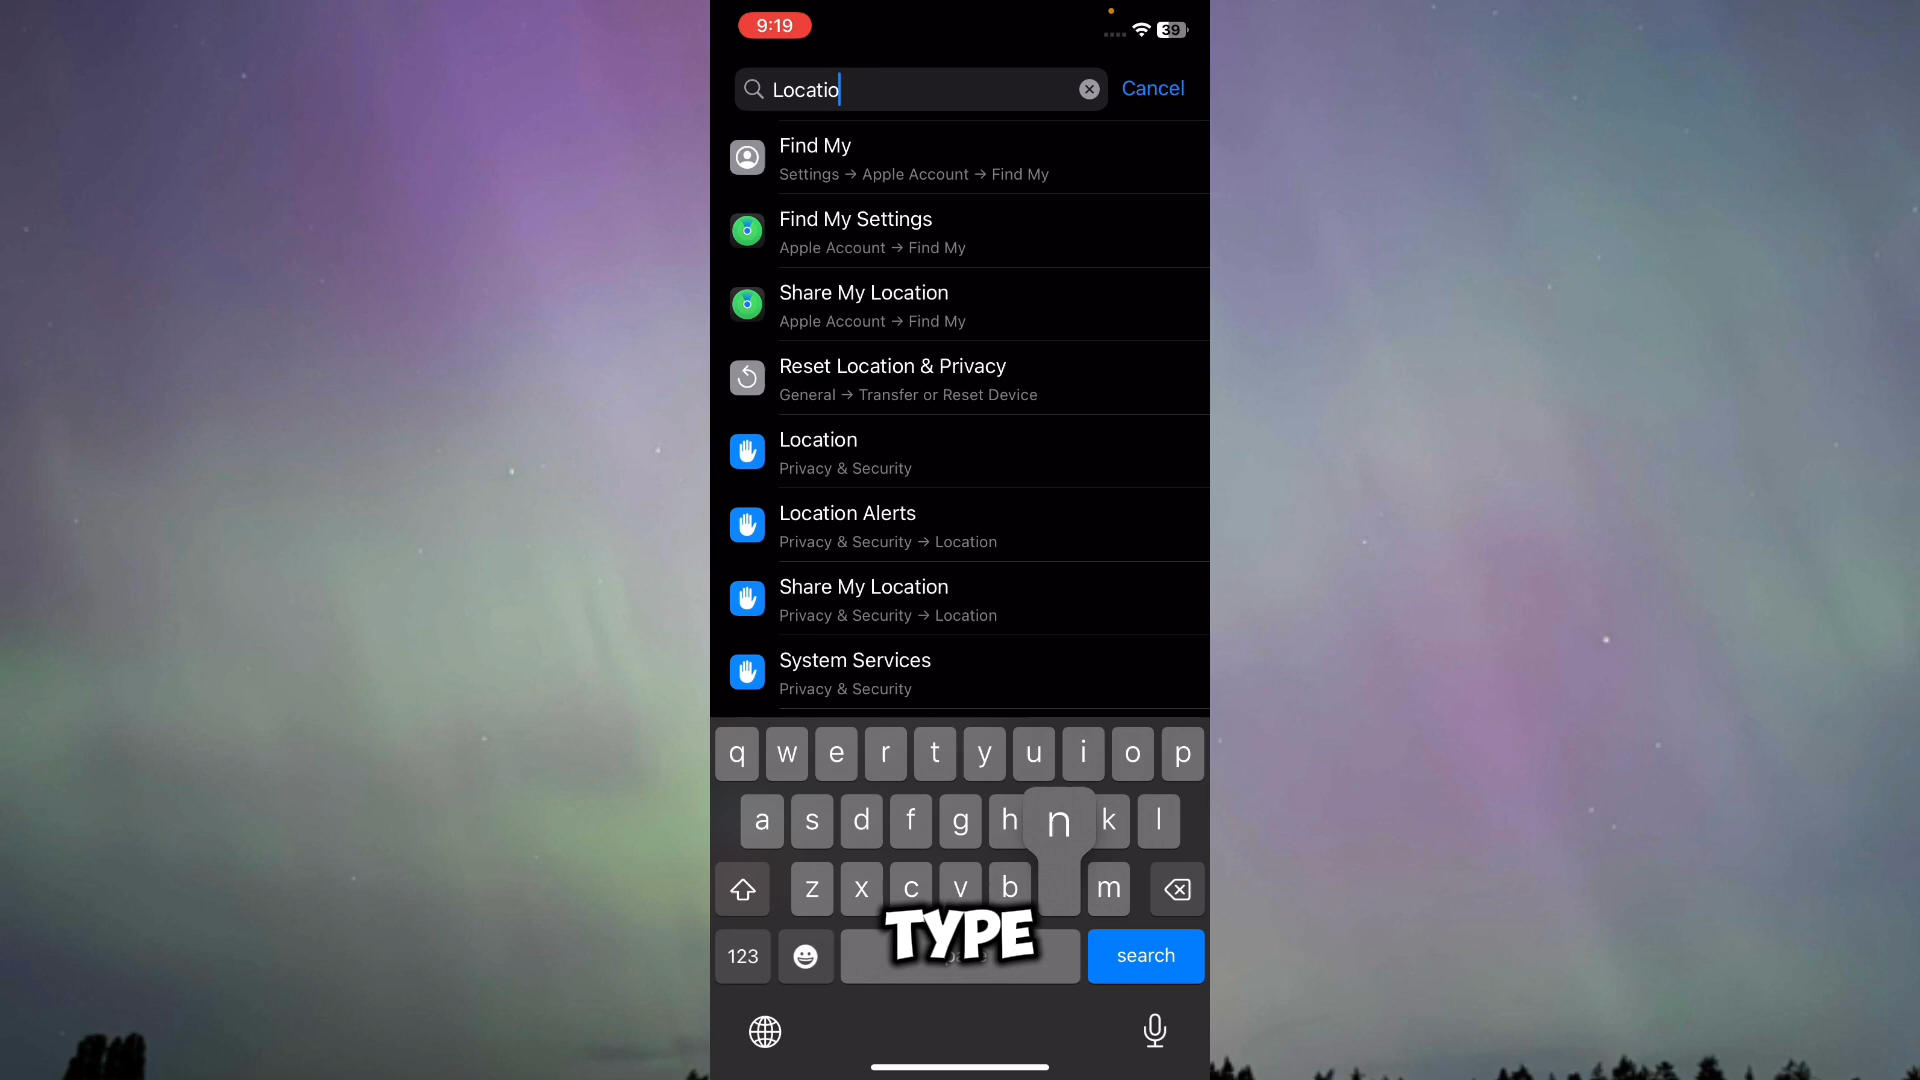 9:19
39
Locatio
Cancel
Find My
Settings → Apple Account → Find My
Find My Settings
Apple Account → Find My
Share My Location
Apple Account → Find My
Reset Location & Privacy
General → Transfer or Reset Device
Location
Privacy & Security
Location Alerts
Privacy & Security → Location
Share My Location
Privacy & Security → Location
System Services
Privacy & Security
q w e r t y u i o p
a s d f g h n k l
z x c v b m
TYPE
123
search